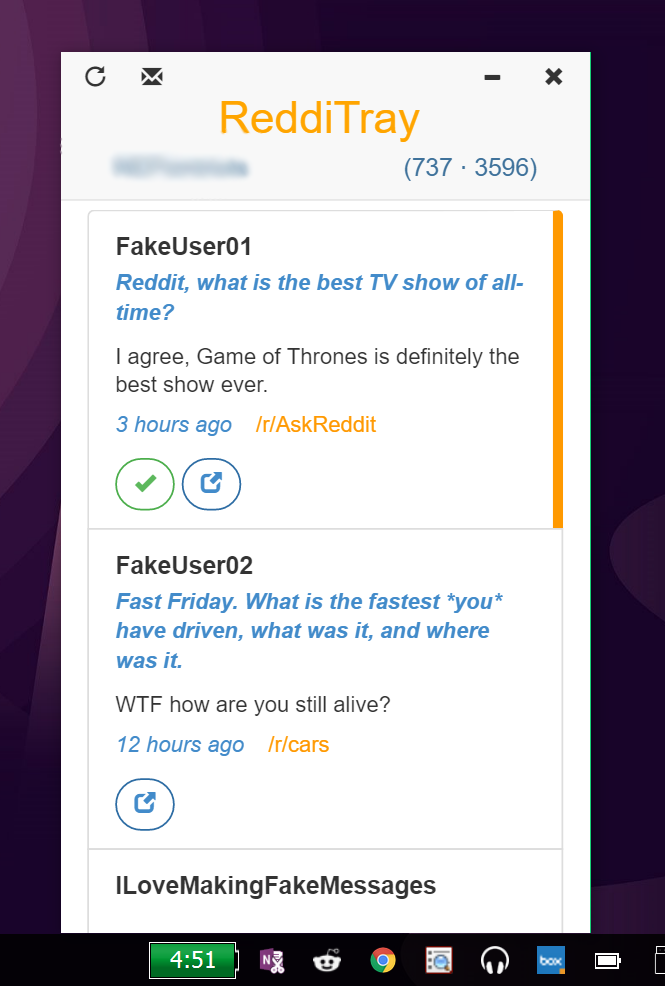 ReddiTray
(737 · 3596)
FakeUser01
Reddit, what is the best TV show of all-
time?
I agree, Game of Thrones is definitely the
best show ever.
3 hours ago /r/AskReddit
FakeUser02
Fast Friday. What is the fastest *you*
have driven, what was it, and where
was it.
WTF how are you still alive?
12 hours ago /r/cars
ILoveMakingFakeMessages
4:51 N box